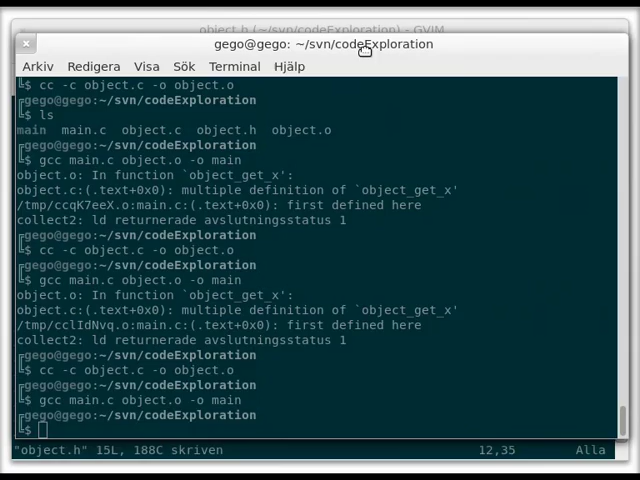 object.h (~/svn/codeExploration) - GVIM
gego@gego: ~/svn/codeExploration
Arkiv Redigera Visa Sök Terminal Hjälp
╚$ cc -c object.c -o object.o
╔gego@gego:~/svn/codeExploration
╚$ ls
main main.c object.c object.h object.o
╔gego@gego:~/svn/codeExploration
╚$ gcc main.c object.o -o main
object.o: In function `object_get_x':
object.c:(.text+0x0): multiple definition of `object_get_x'
/tmp/ccqK7eeX.o:main.c:(.text+0x0): first defined here
collect2: ld returnerade avslutningsstatus 1
╔gego@gego:~/svn/codeExploration
╚$ cc -c object.c -o object.o
╔gego@gego:~/svn/codeExploration
╚$ gcc main.c object.o -o main
object.o: In function `object_get_x':
object.c:(.text+0x0): multiple definition of `object_get_x'
/tmp/cclIdNvq.o:main.c:(.text+0x0): first defined here
collect2: ld returnerade avslutningsstatus 1
╔gego@gego:~/svn/codeExploration
╚$ cc -c object.c -o object.o
╔gego@gego:~/svn/codeExploration
╚$ gcc main.c object.o -o main
╔gego@gego:~/svn/codeExploration
╚$
"object.h" 15L, 188C skriven 12,35 Alla